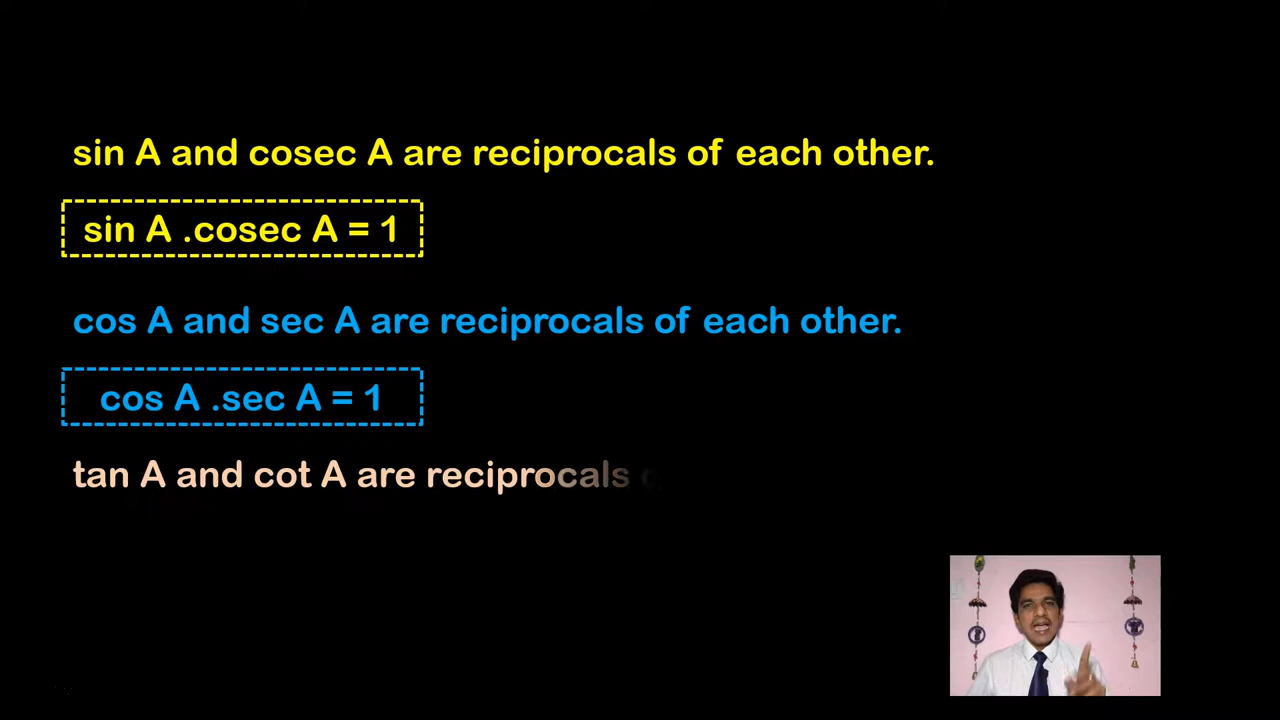 sin A and cosec A are reciprocals of each other.
sin A .cosec A = 1
cos A and sec A are reciprocals of each other.
cos A .sec A = 1
tan A and cot A are reciprocals